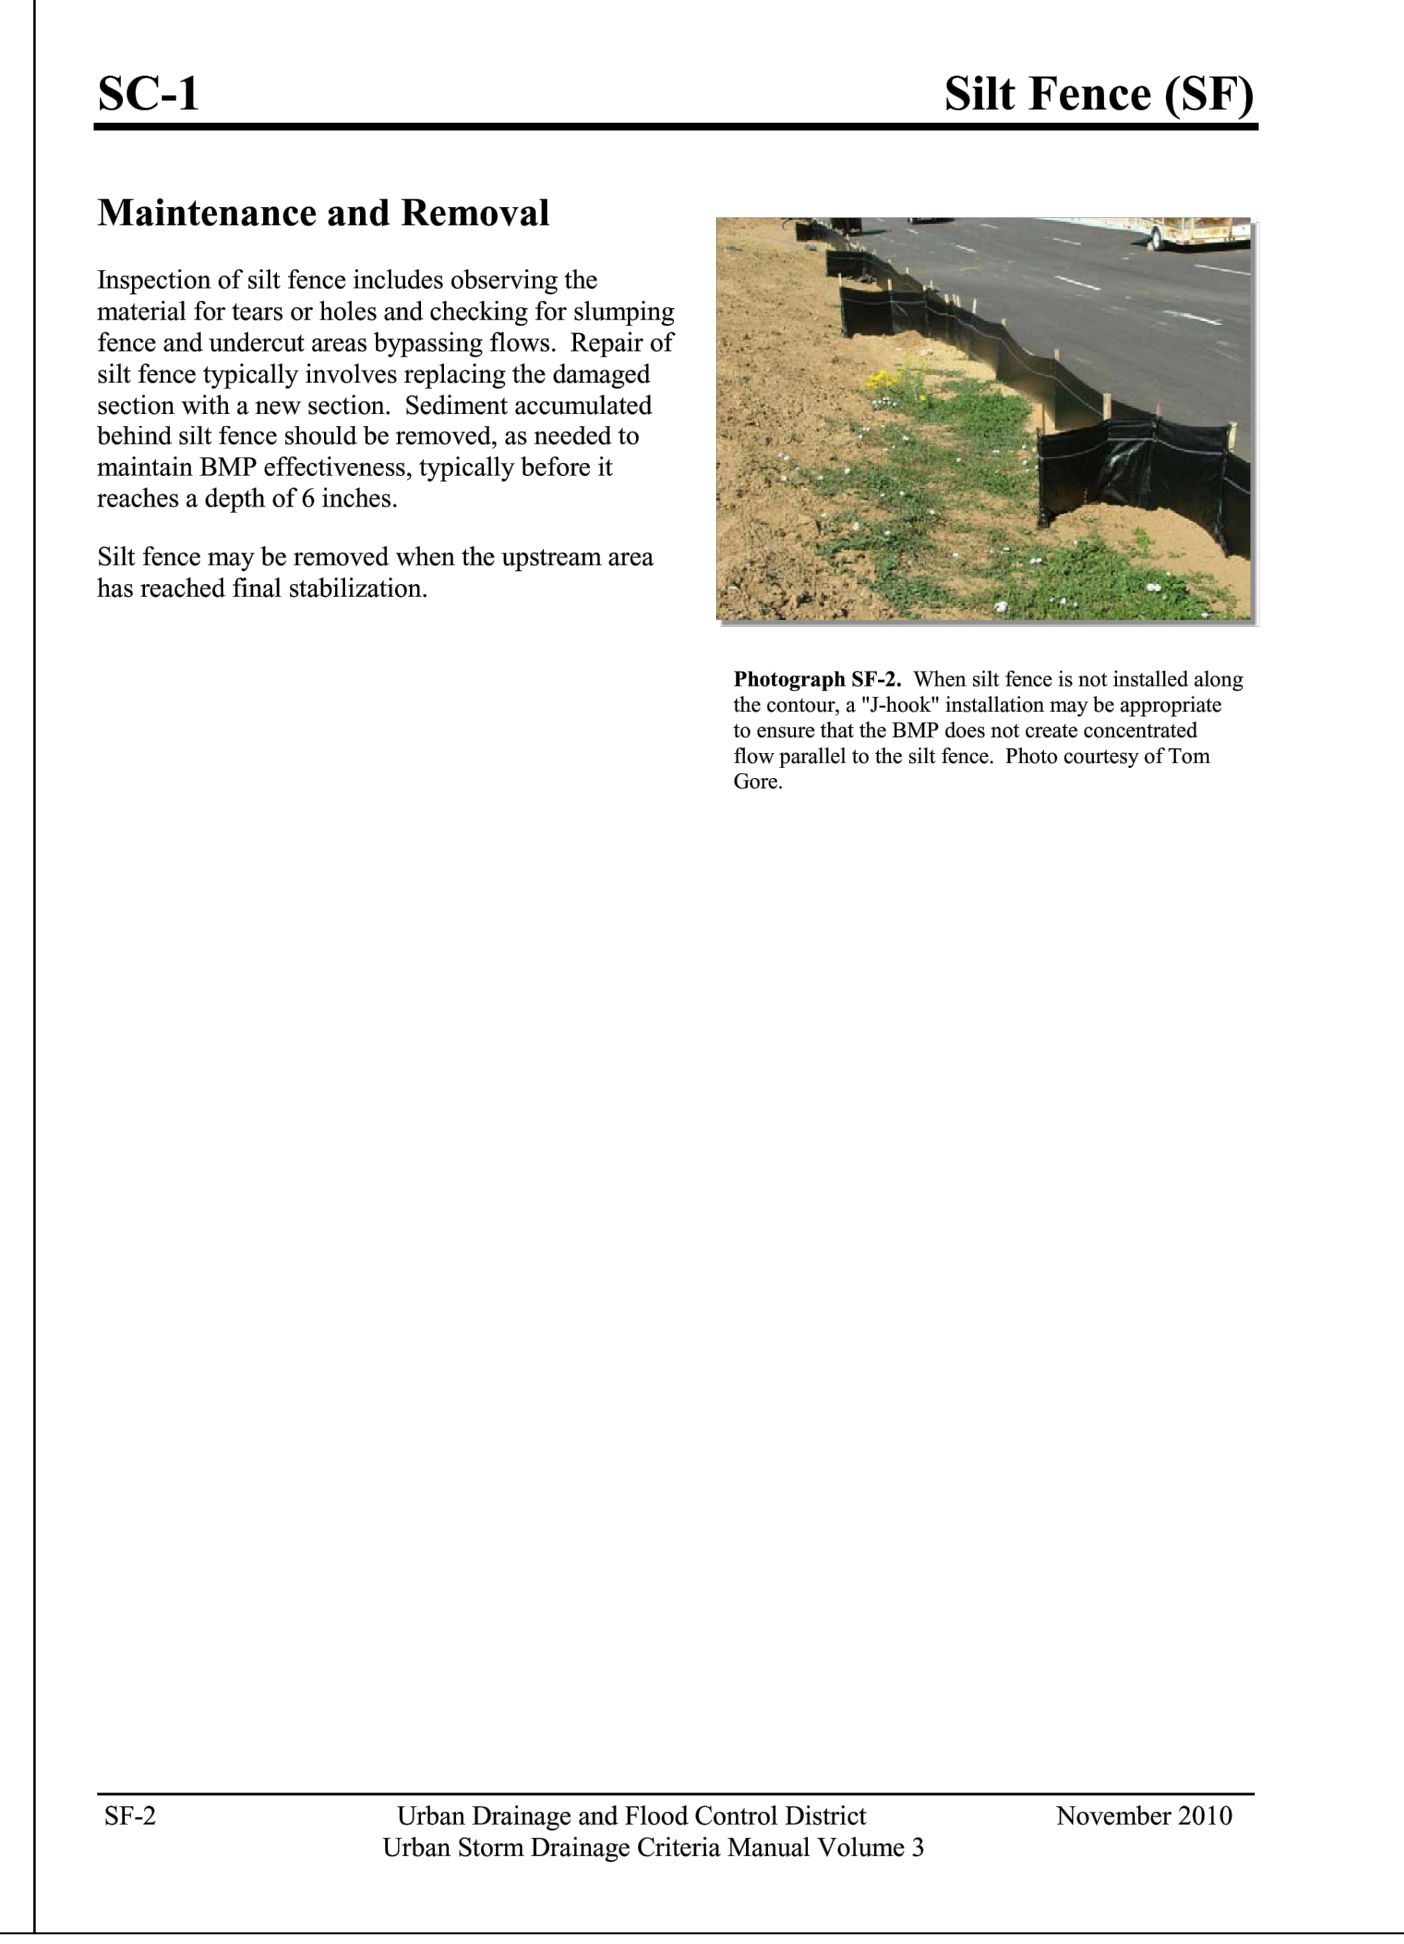 SC-1 Silt Fence (SF)
Maintenance and Removal
Inspection of silt fence includes observing the
material for tears or holes and checking for slumping
fence and undercut areas bypassing flows. Repair of
silt fence typically involves replacing the damaged
section with a new section. Sediment accumulated
behind silt fence should be removed, as needed to
maintain BMP effectiveness, typically before it
reaches a depth of 6 inches.
Silt fence may be removed when the upstream area
has reached final stabilization.
Photograph SF-2. When silt fence is not installed along
the contour, a "J-hook" installation may be appropriate
to ensure that the BMP does not create concentrated
flow parallel to the silt fence. Photo courtesy of Tom
Gore.
SF-2 Urban Drainage and Flood Control District November 2010
Urban Storm Drainage Criteria Manual Volume 3